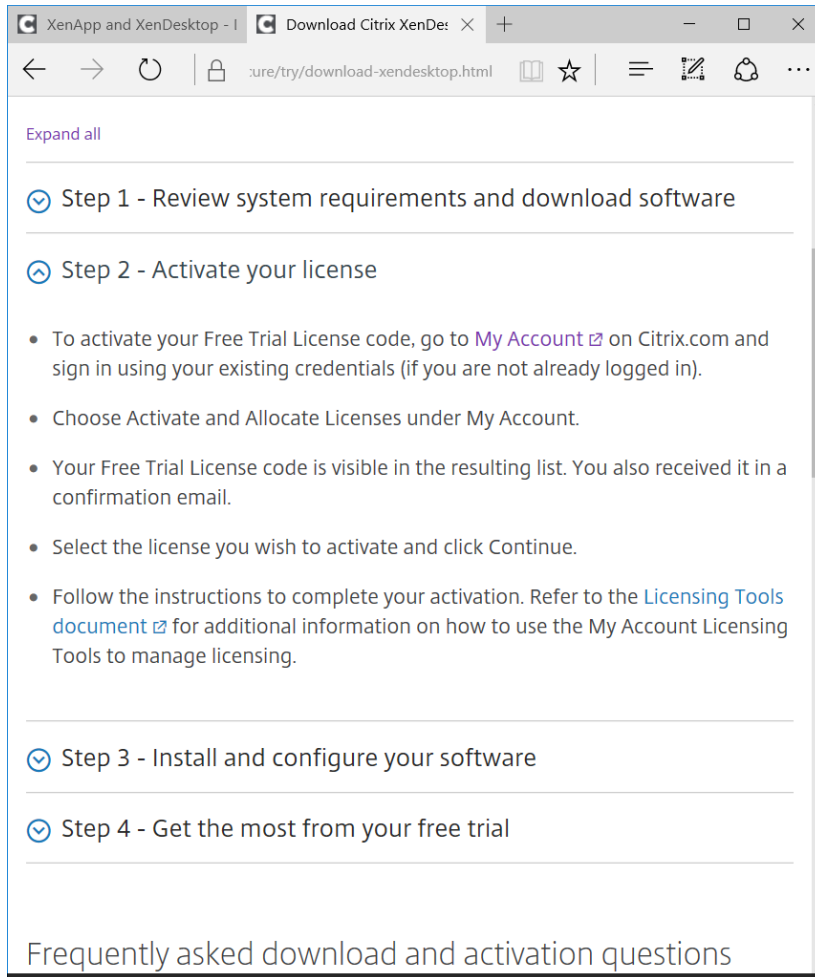 XenApp and XenDesktop - I
Download Citrix XenDes
:ure/try/download-xendesktop.html
Expand all
Step 1 - Review system requirements and download software
Step 2 - Activate your license
• To activate your Free Trial License code, go to My Account on Citrix.com and
sign in using your existing credentials (if you are not already logged in).
• Choose Activate and Allocate Licenses under My Account.
• Your Free Trial License code is visible in the resulting list. You also received it in a
confirmation email.
• Select the license you wish to activate and click Continue.
• Follow the instructions to complete your activation. Refer to the Licensing Tools
document for additional information on how to use the My Account Licensing
Tools to manage licensing.
Step 3 - Install and configure your software
Step 4 - Get the most from your free trial
Frequently asked download and activation questions